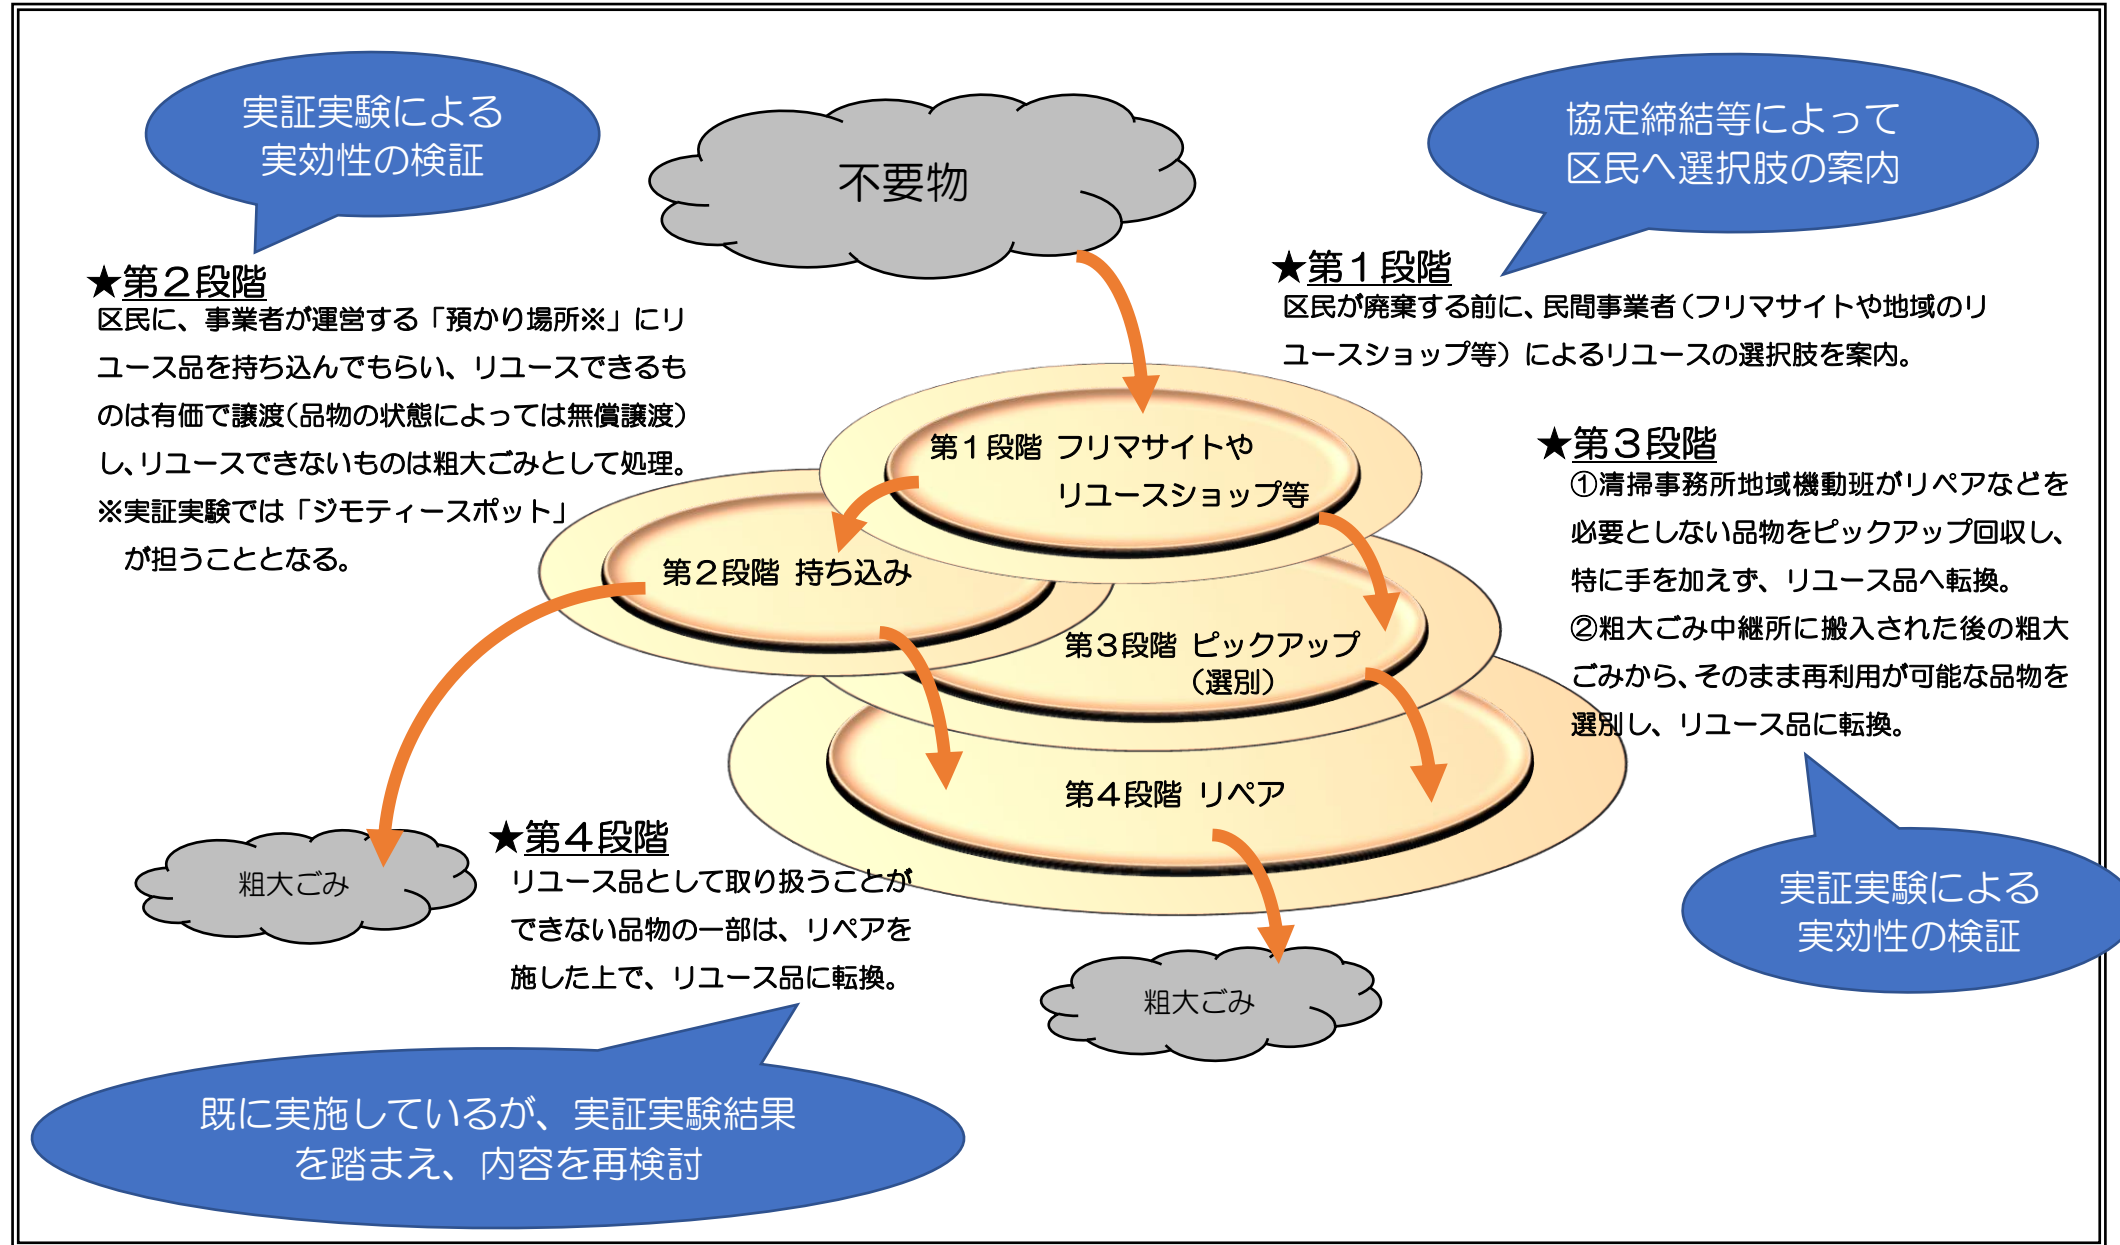 実証実験による
実効性の検証
不要物
協定締結等によって
区民へ選択肢の案内
★第２段階
区民に、事業者が運営する「預かり場所※」にリ
ユース品を持ち込んでもらい、リユースできるも
のは有価で譲渡（品物の状態によっては無償譲渡）
し、リユースできないものは粗大ごみとして処理。
※実証実験では「ジモティースポット」
が担うこととなる。
★第１段階
区民が廃棄する前に、民間事業者（フリマサイトや地域のリ
ユースショップ等）によるリユースの選択肢を案内。
第１段階 フリマサイトや
リユースショップ等
第２段階 持ち込み
第３段階 ピックアップ
（選別）
第４段階 リペア
★第３段階
①清掃事務所地域機動班がリペアなどを
必要としない品物をピックアップ回収し、
特に手を加えず、リユース品へ転換。
②粗大ごみ中継所に搬入された後の粗大
ごみから、そのまま再利用が可能な品物を
選別し、リユース品に転換。
粗大ごみ
★第４段階
リユース品として取り扱うことが
できない品物の一部は、リペアを
施した上で、リユース品に転換。
粗大ごみ
実証実験による
実効性の検証
既に実施しているが、実証実験結果
を踏まえ、内容を再検討